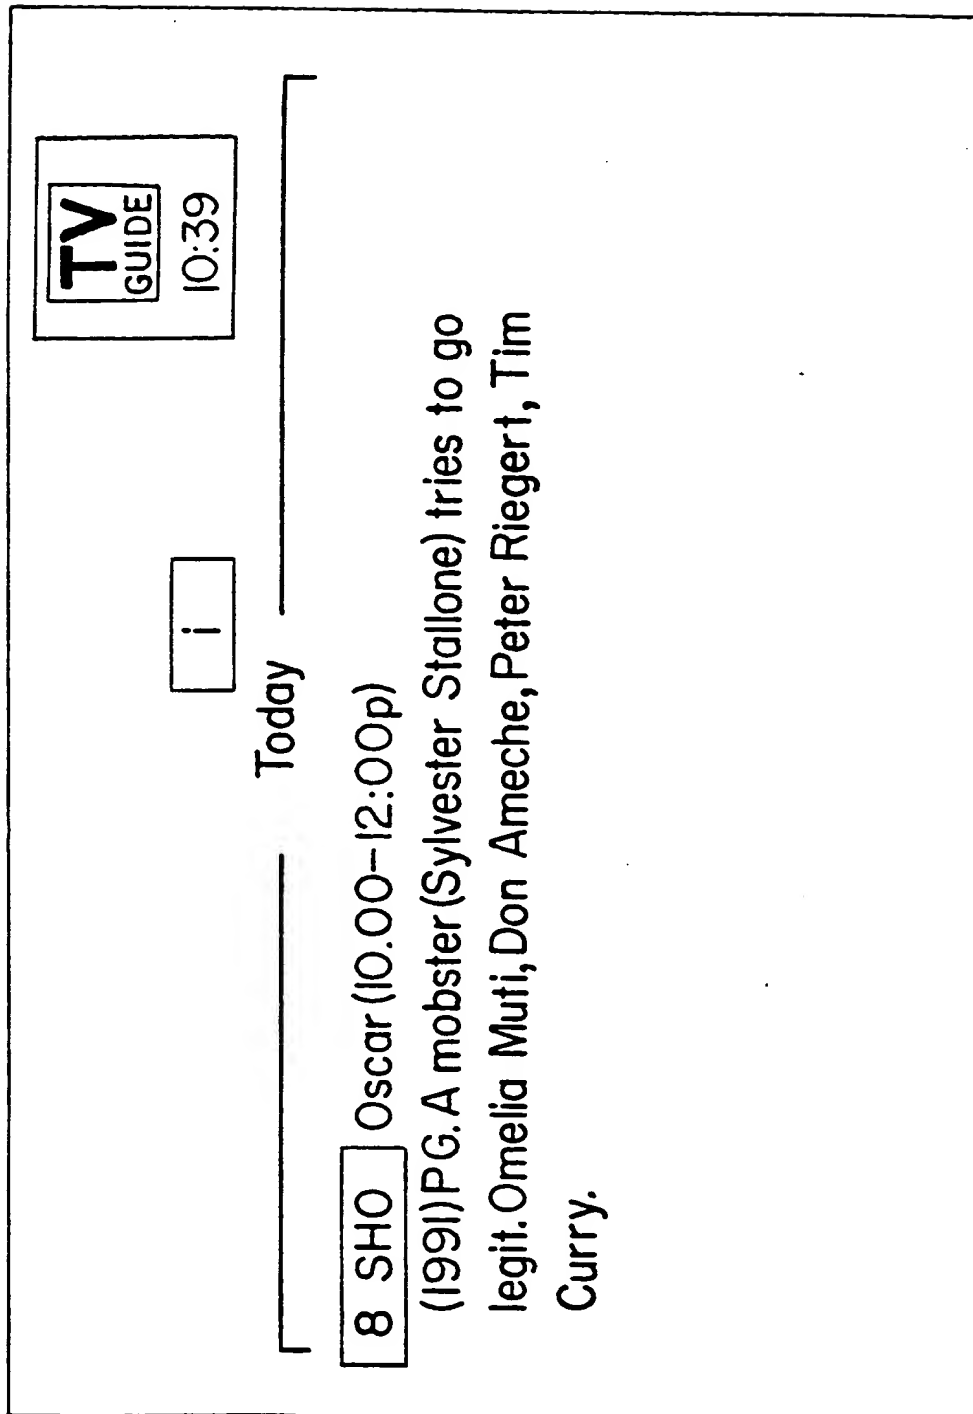 TV
GUIDE
10:39
i
Today
8 SHO Oscar (10.00-12:00p)
(1991)PG. A mobster (Sylvester Stallone) tries to go
legit. Omelia Muti, Don Ameche, Peter Riegert, Tim
Curry.